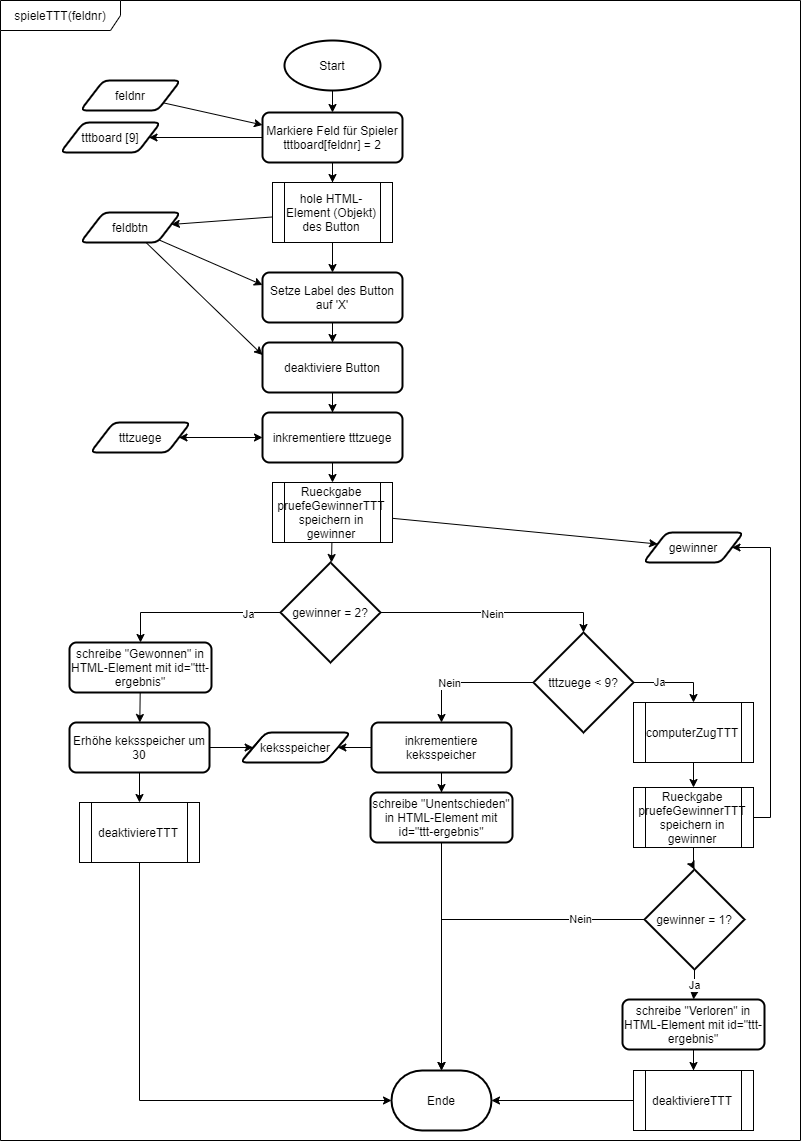 spieleTTT(feldnr)
Start
feldnr
Markiere Feld für Spieler
tttboard[feldnr] = 2
tttboard [9]
hole HTML-
Element (Objekt)
des Button
feldbtn
Setze Label des Button
auf 'X'
deaktiviere Button
tttzuege
inkrementiere tttzuege
Rueckgabe
pruefeGewinnerTTT
speichern in
gewinner
gewinner
gewinner = 2?
Ja
Nein
schreibe "Gewonnen" in
HTML-Element mit id="ttt-
ergebnis"
tttzuege < 9?
Nein
Ja
Erhöhe keksspeicher um
30
keksspeicher
inkrementiere
keksspeicher
computerZugTTT
schreibe "Unentschieden"
in HTML-Element mit
id="ttt-ergebnis"
Rueckgabe
pruefeGewinnerTTT
speichern in
gewinner
deaktiviereTTT
gewinner = 1?
Nein
Ja
schreibe "Verloren" in
HTML-Element mit id="ttt-
ergebnis"
Ende
deaktiviereTTT